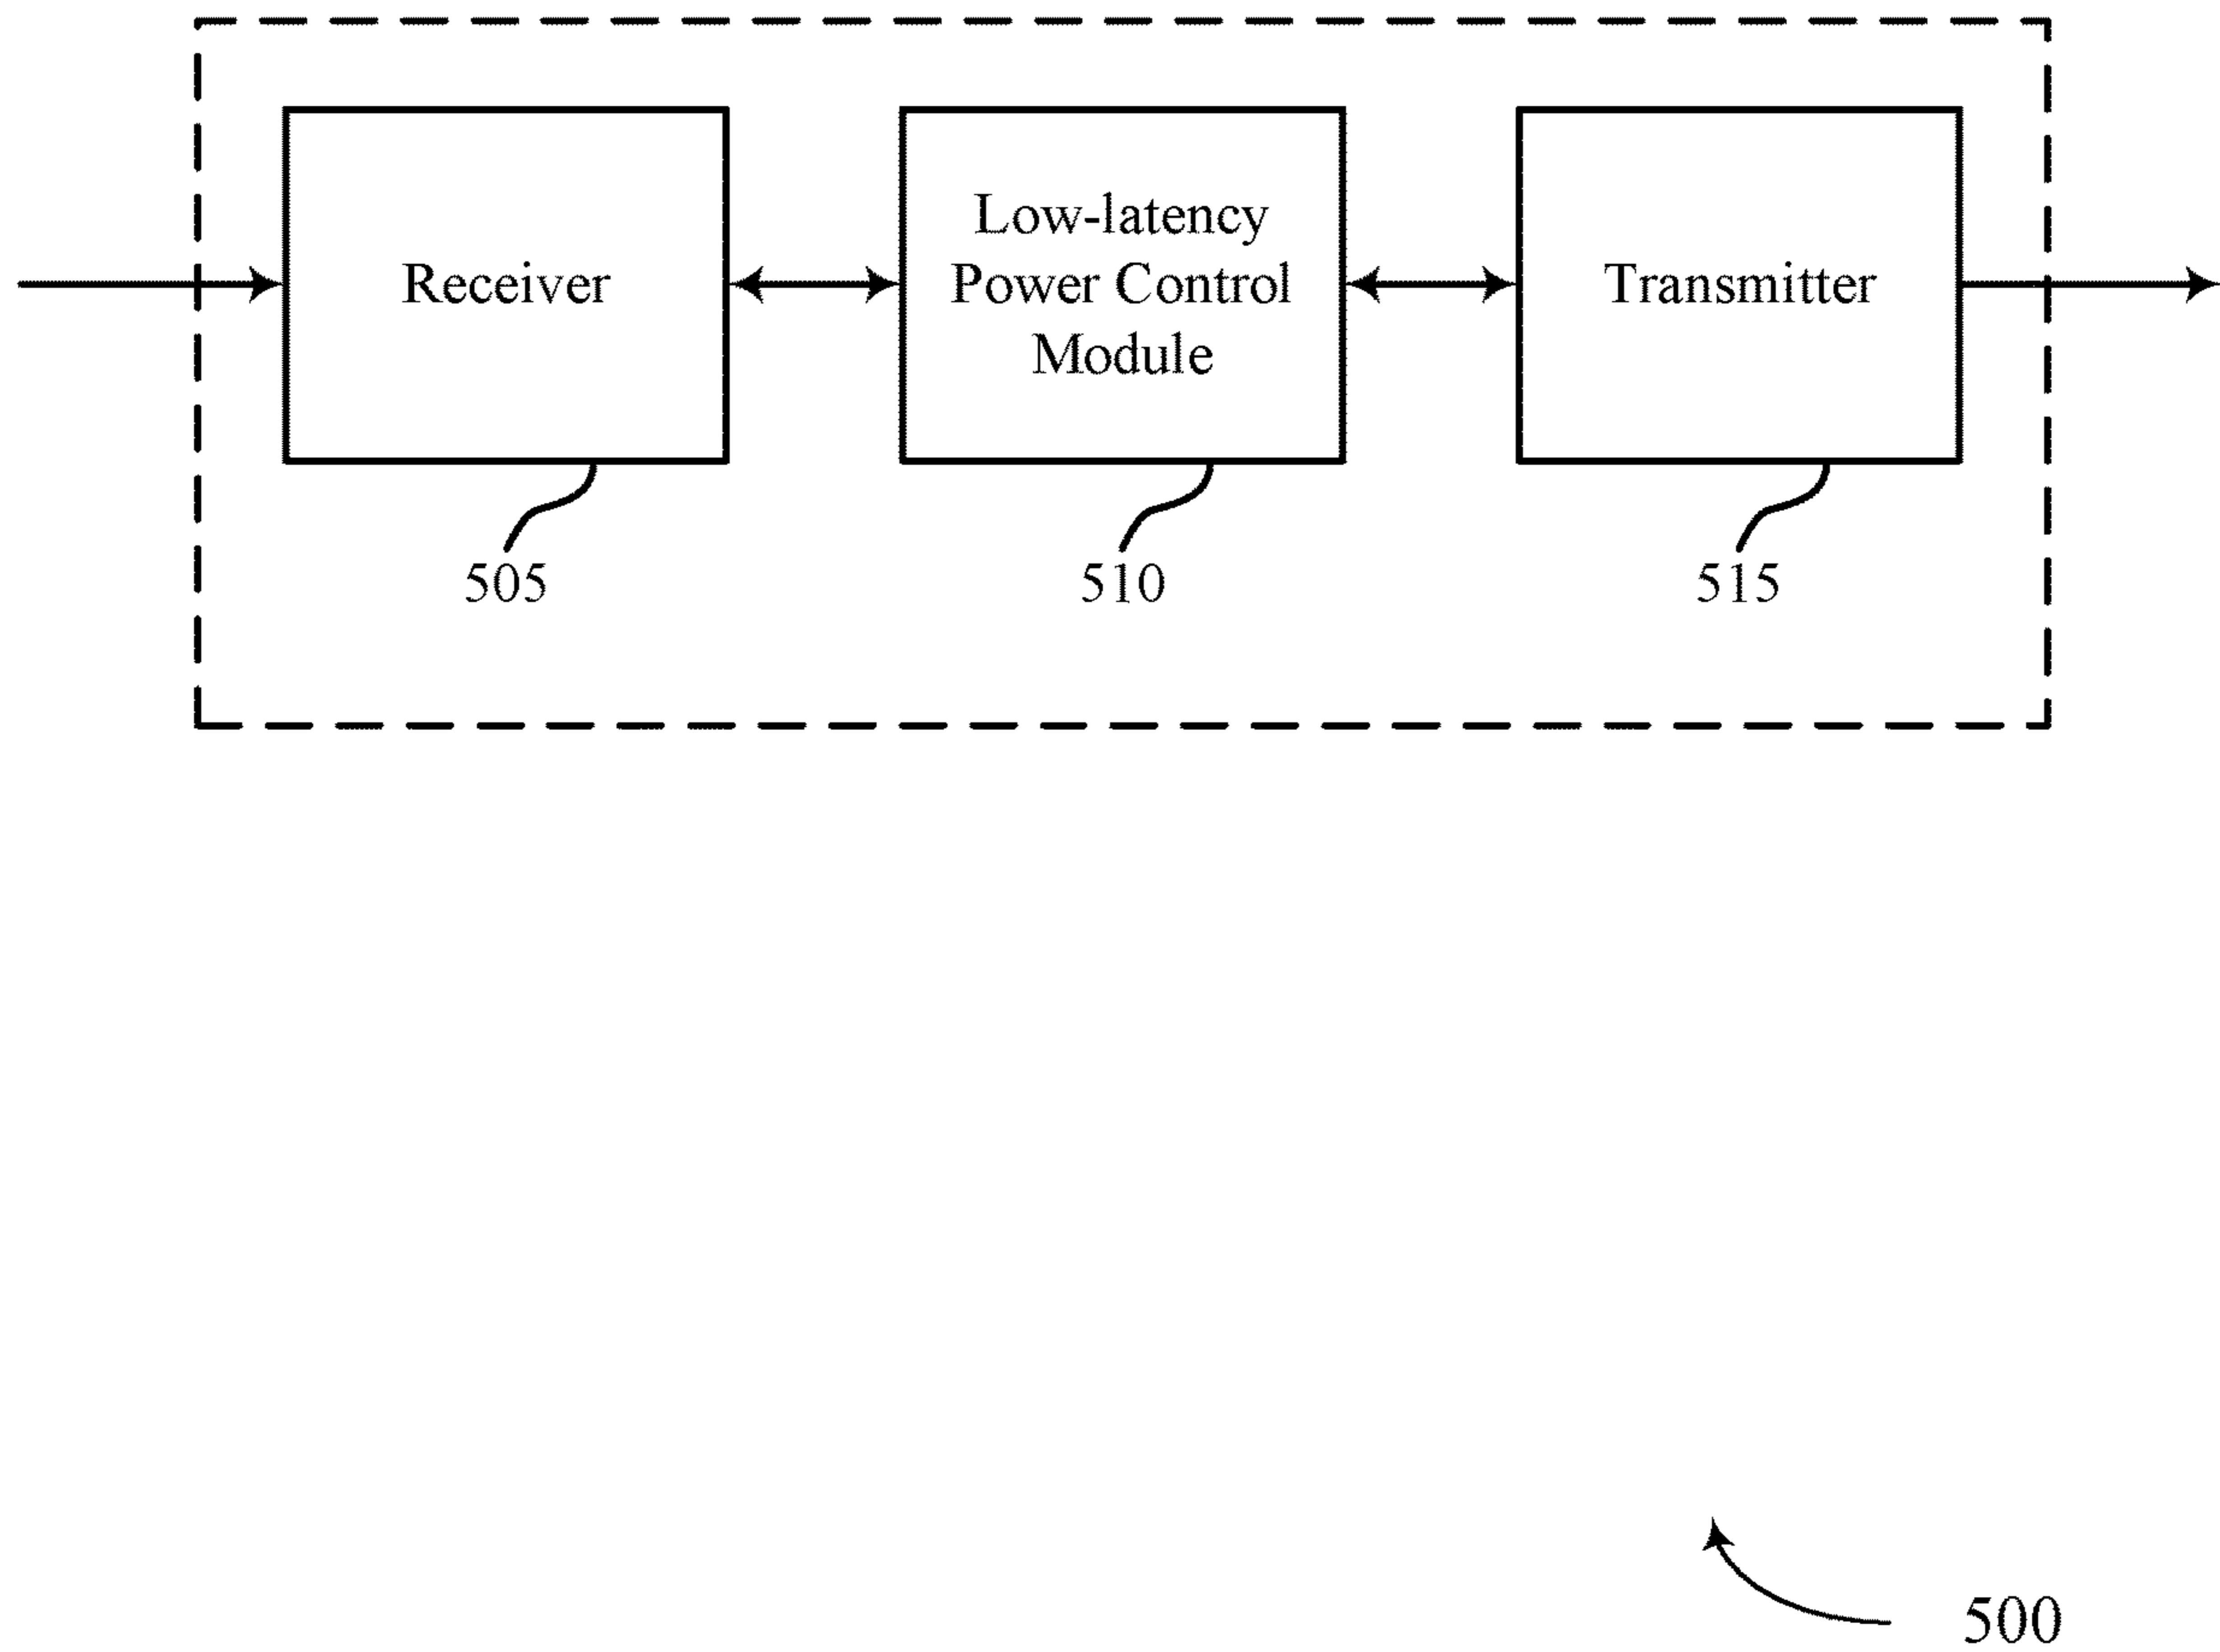 Receiver
Low-latency
Power Control
Module
Transmitter
505
510
515
500